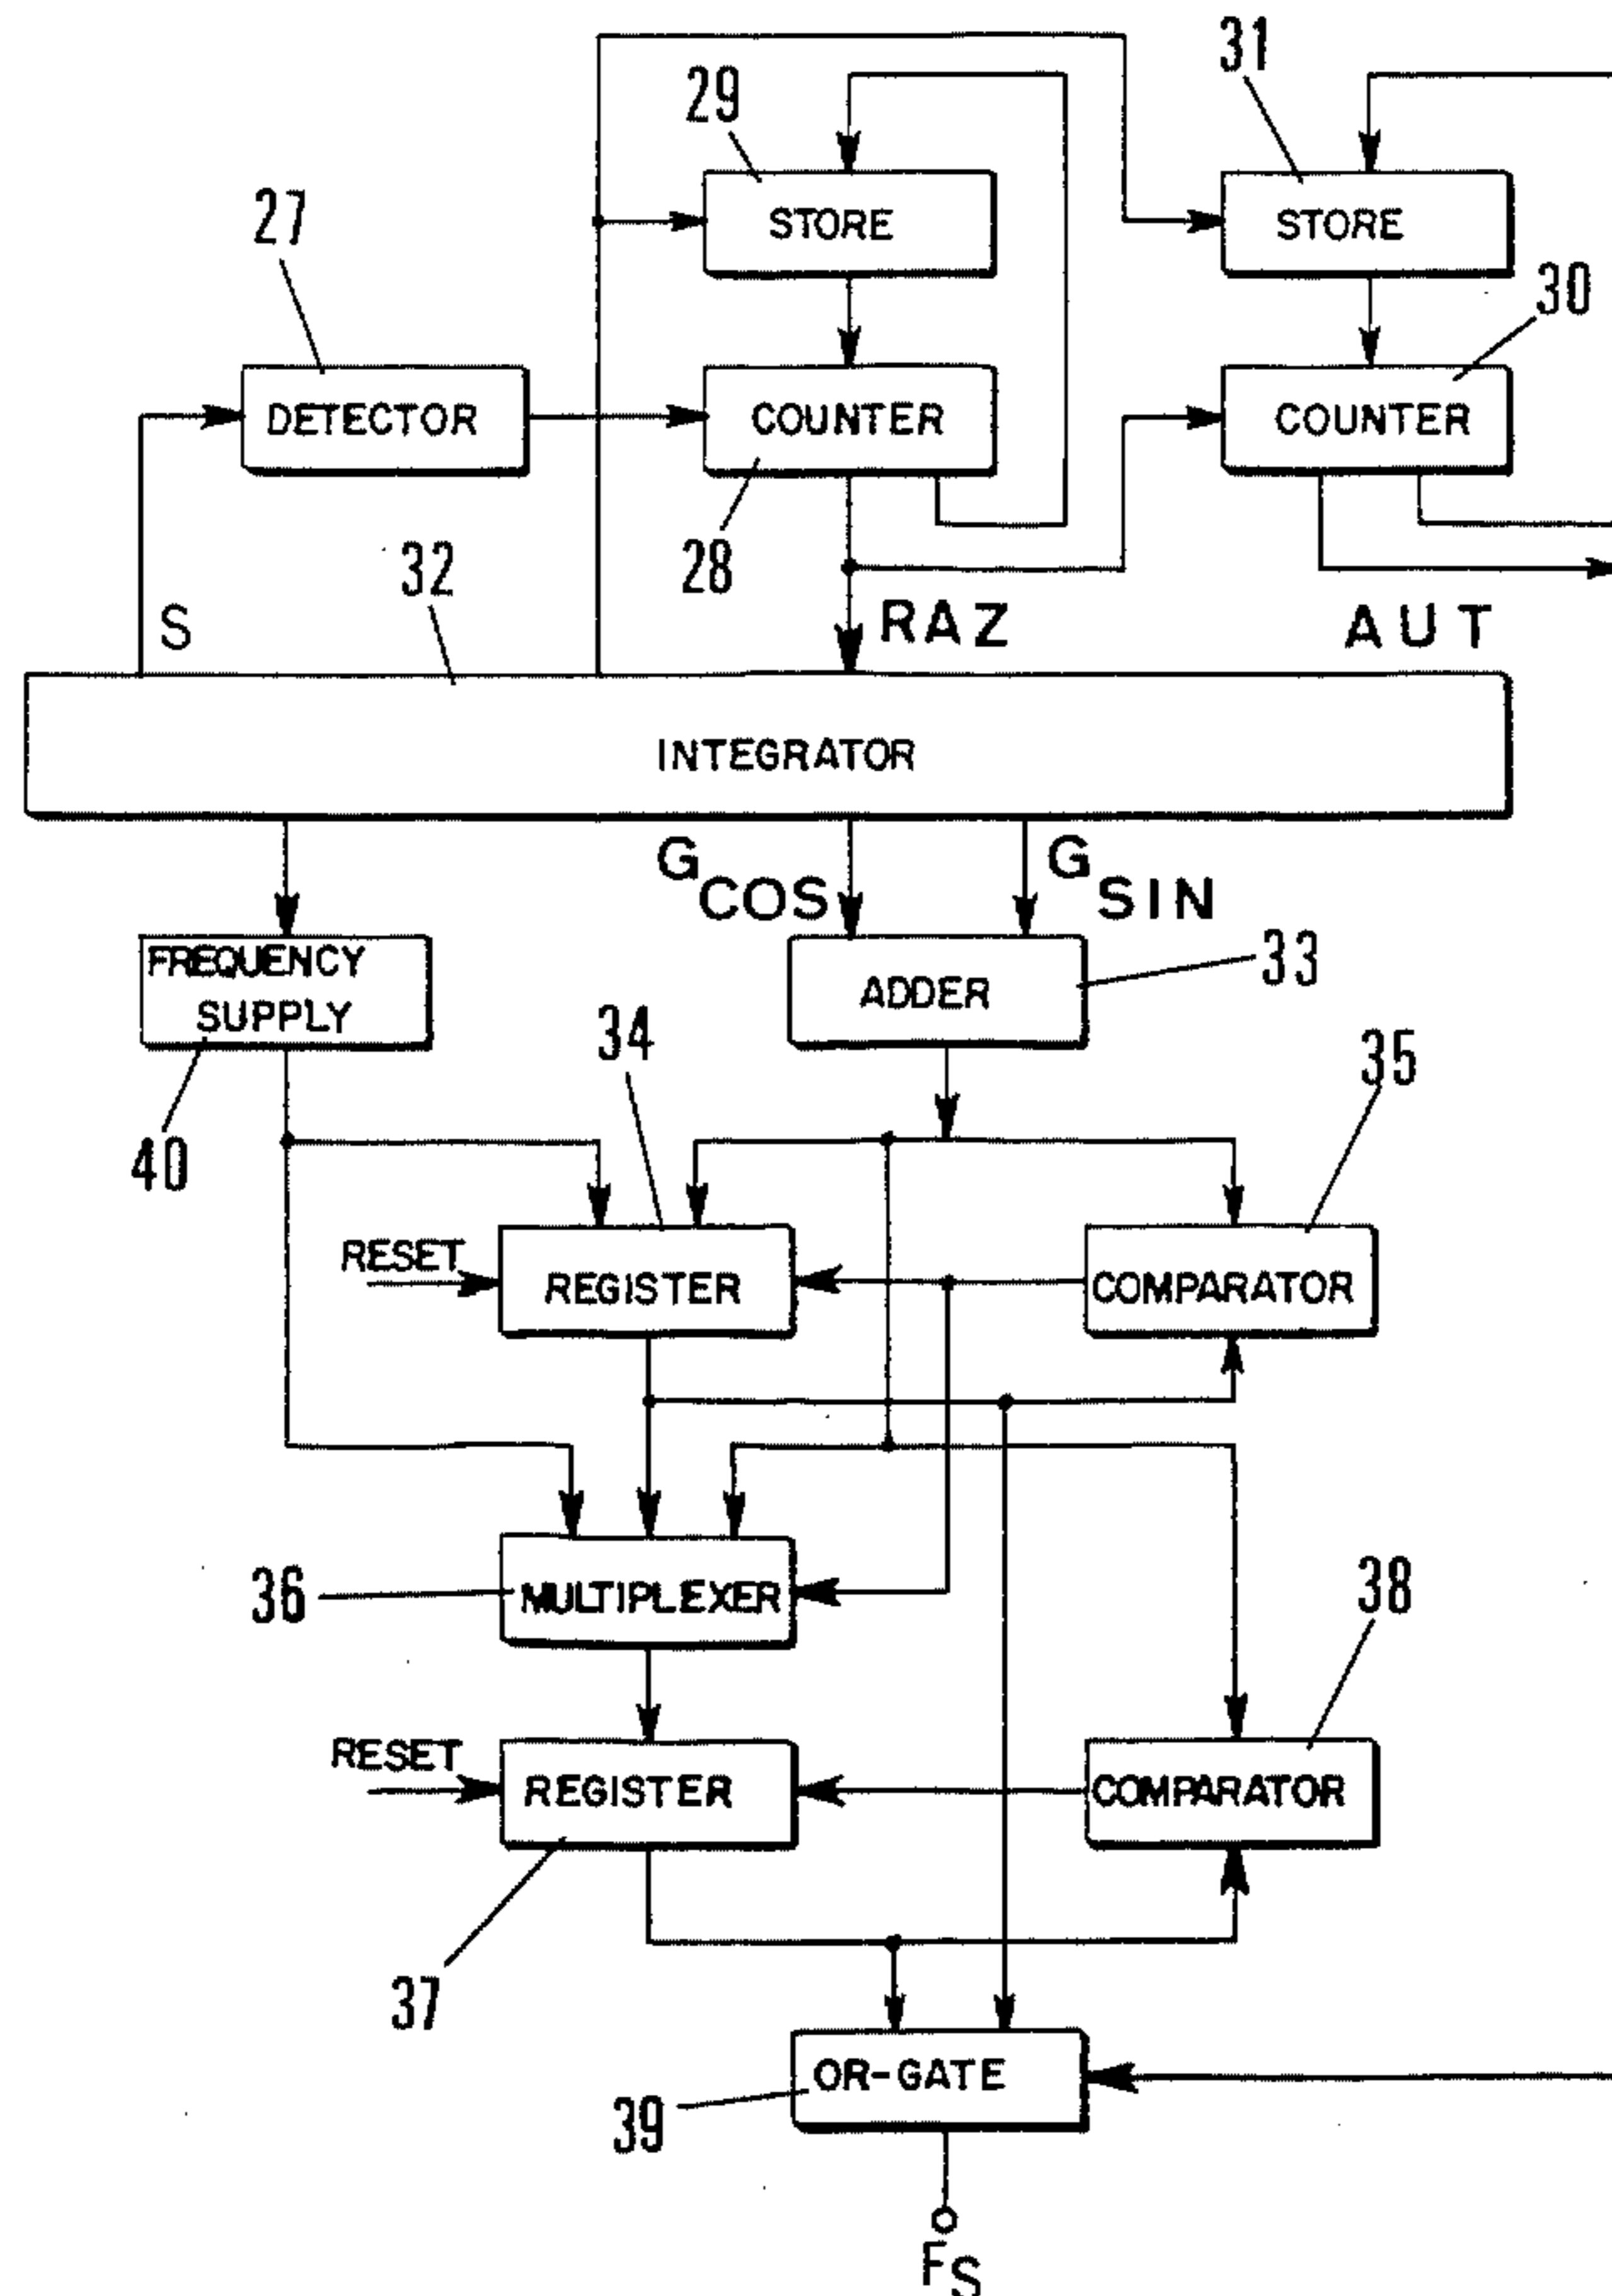 31
29
STORE
STORE
27
30
DETECTOR
COUNTER
COUNTER
32
28
S
RAZ
AUT
INTEGRATOR
G COS
G SIN
FREQUENCY
SUPPLY
ADDER
33
34
35
40
RESET
REGISTER
COMPARATOR
36
MULTIPLEXER
38
RESET
REGISTER
COMPARATOR
37
OR-GATE
39
FS